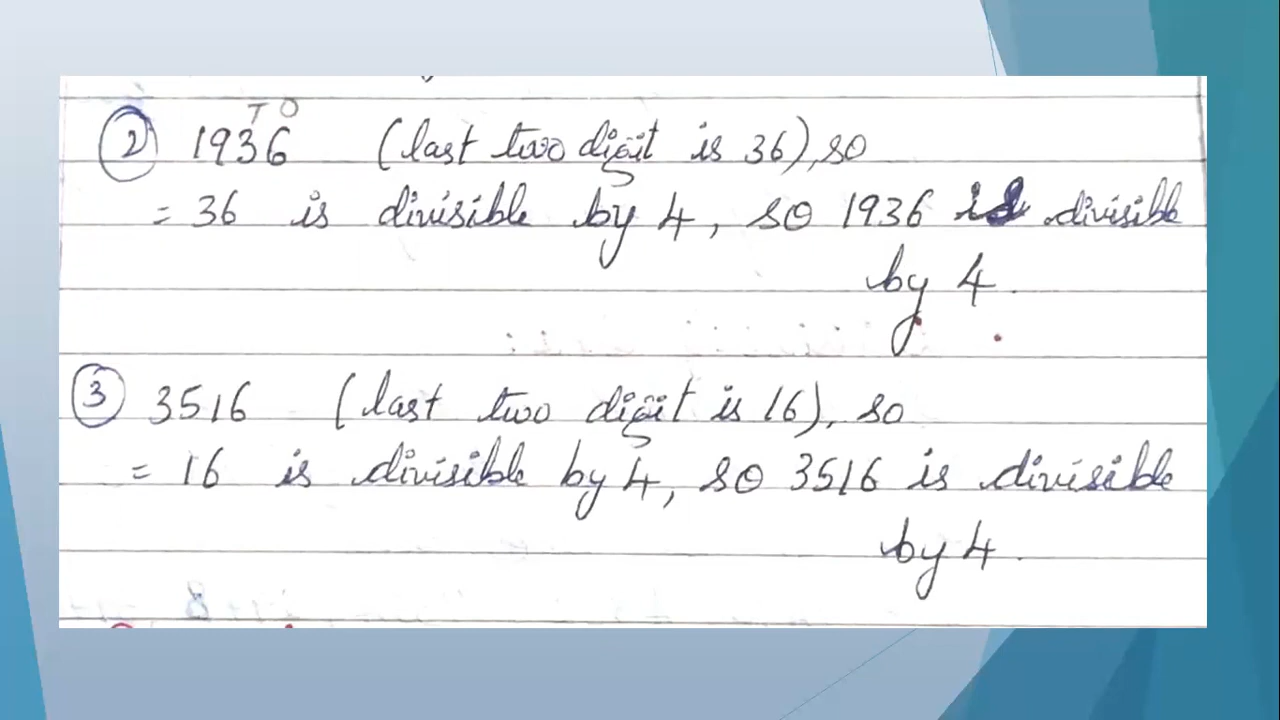 T O
② 1936 (last two digit is 36), so
= 36 is divisible by 4, so 1936 is divisible
by 4.
③ 3516 (last two digit is 16), so
= 16 is divisible by 4, so 3516 is divisible
by 4.